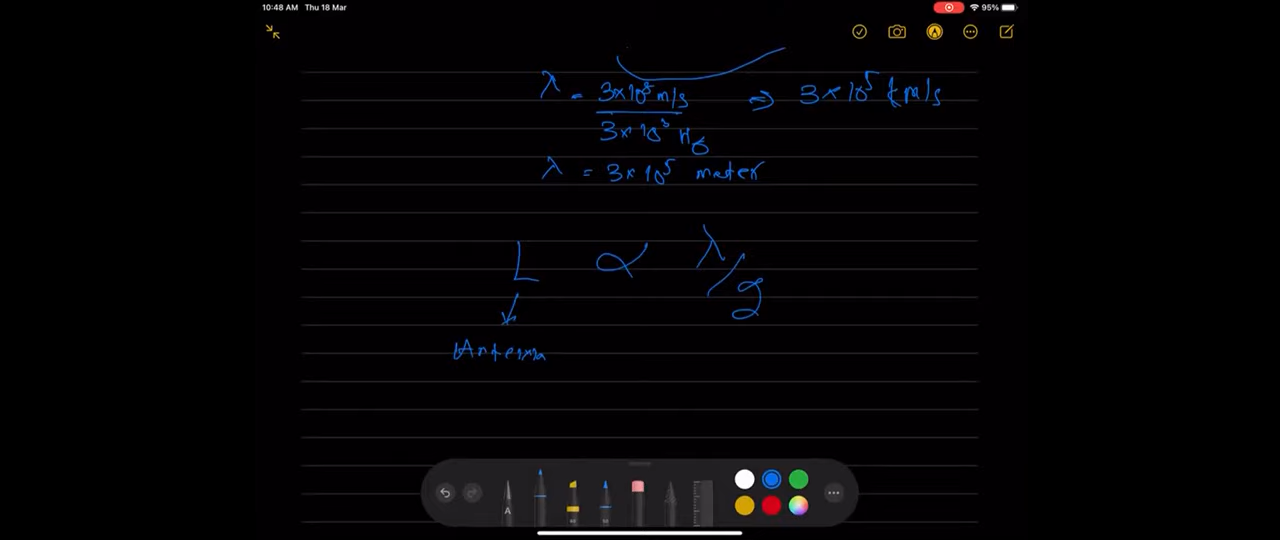 10:48 AM Thu 18 Mar 95%
λ = 3×10⁸ m/s / 3×10³ Hz ⇒ 3×10⁵ km/s
λ = 3×10⁵ meter
L ∝ λ/2
Antenna
A